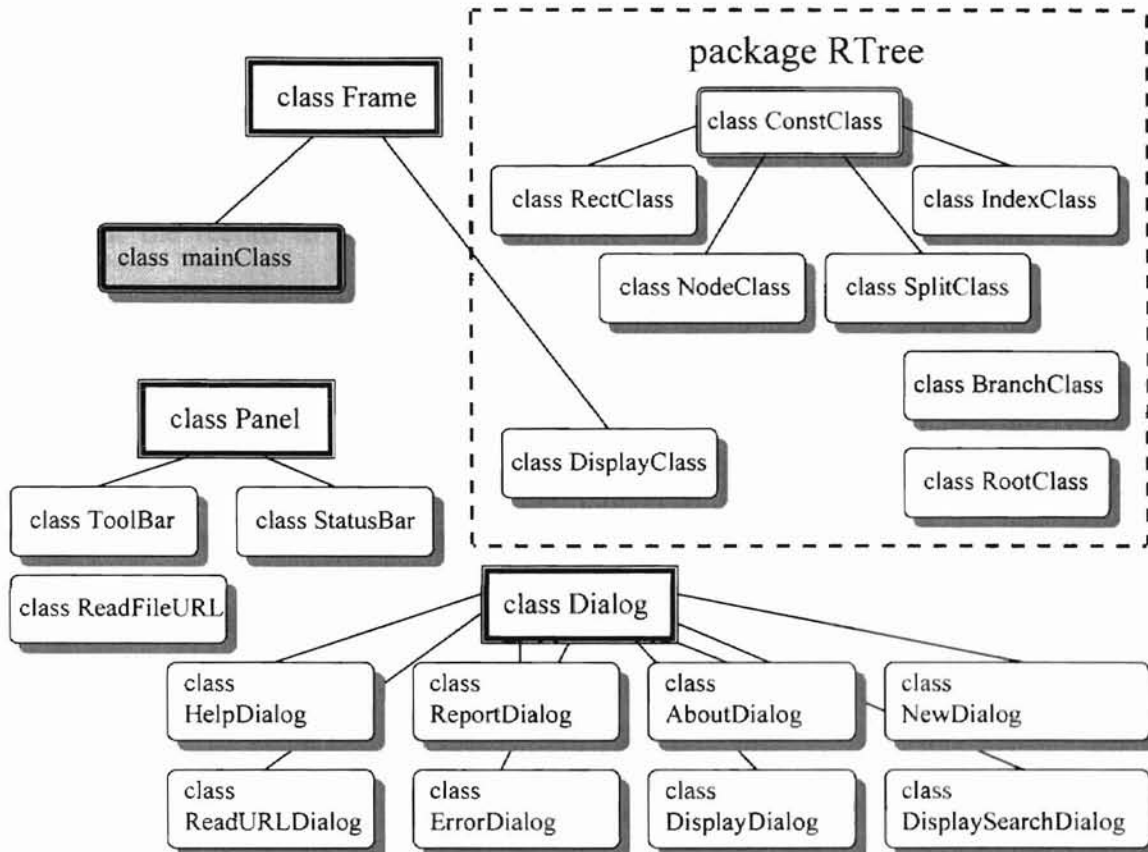 package RTree
class Frame
class ConstClass
class RectClass
class IndexClass
class mainClass
class NodeClass
class SplitClass
class BranchClass
class Panel
class DisplayClass
class RootClass
class ToolBar
class StatusBar
class ReadFileURL
class Dialog
class
HelpDialog
class
ReportDialog
class
AboutDialog
class
NewDialog
class
ReadURLDialog
class
ErrorDialog
class
DisplayDialog
class
DisplaySearchDialog